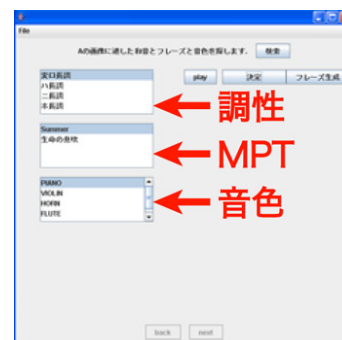 File
Aの画像に適した和音とフレーズと音色を探します。 検索
変ロ長調
ハ長調
ニ長調
ホ長調
play 決定 フレーズ生成
調性
Summer
生命の息吹
MPT
PIANO
VIOLIN
HORN
FLUTE
音色
back next